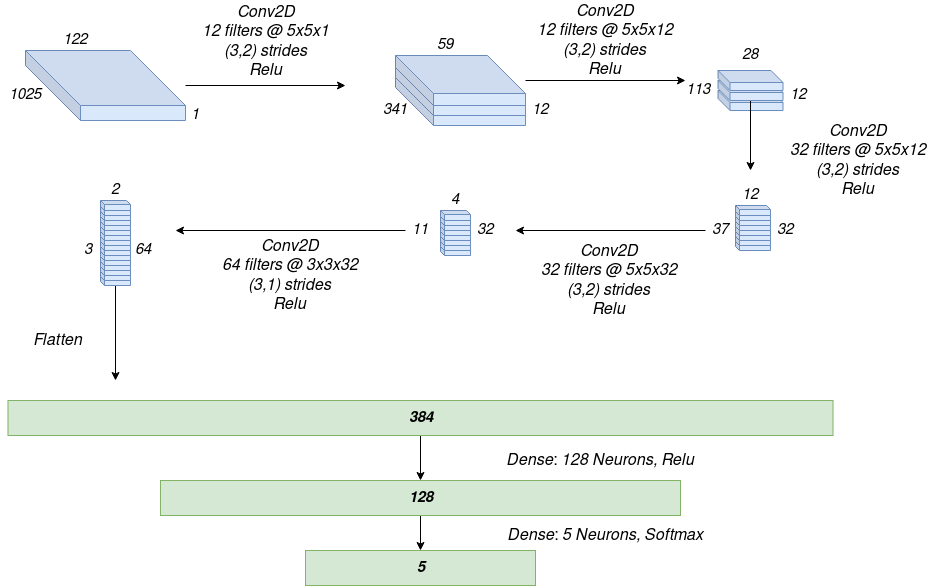 122
1025
1
Conv2D
12 filters @ 5x5x1
(3,2) strides
Relu
59
341
12
Conv2D
12 filters @ 5x5x12
(3,2) strides
Relu
28
113
12
Conv2D
32 filters @ 5x5x12
(3,2) strides
Relu
12
37
32
Conv2D
32 filters @ 5x5x32
(3,2) strides
Relu
4
11
32
Conv2D
64 filters @ 3x3x32
(3,1) strides
Relu
2
3
64
Flatten
384
Dense: 128 Neurons, Relu
128
Dense: 5 Neurons, Softmax
5